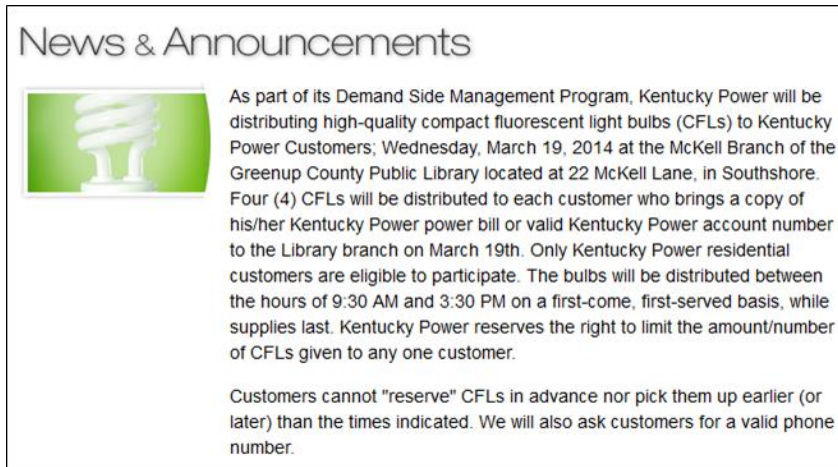 News & Announcements
As part of its Demand Side Management Program, Kentucky Power will be
distributing high-quality compact fluorescent light bulbs (CFLs) to Kentucky
Power Customers; Wednesday, March 19, 2014 at the McKell Branch of the
Greenup County Public Library located at 22 McKell Lane, in Southshore.
Four (4) CFLs will be distributed to each customer who brings a copy of
his/her Kentucky Power power bill or valid Kentucky Power account number
to the Library branch on March 19th. Only Kentucky Power residential
customers are eligible to participate. The bulbs will be distributed between
the hours of 9:30 AM and 3:30 PM on a first-come, first-served basis, while
supplies last. Kentucky Power reserves the right to limit the amount/number
of CFLs given to any one customer.
Customers cannot "reserve" CFLs in advance nor pick them up earlier (or
later) than the times indicated. We will also ask customers for a valid phone
number.